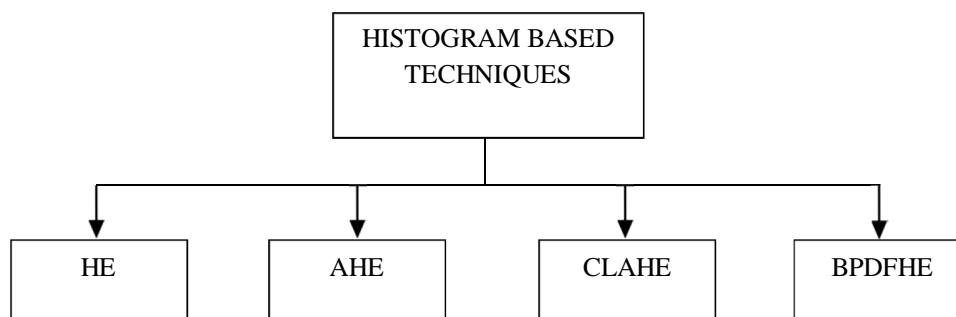 HISTOGRAM BASED
TECHNIQUES
HE
AHE
CLAHE
BPDFHE